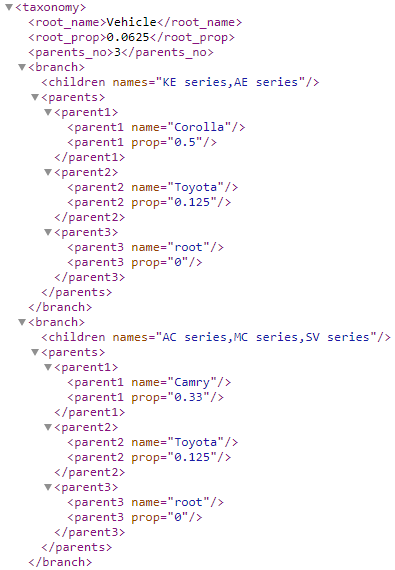 <taxonomy>
<root_name>Vehicle</root_name>
<root_prop>0.0625</root_prop>
<parents_no>3</parents_no>
<branch>
<children names="KE series,AE series"/>
<parents>
<parent1>
<parent1 name="Corolla"/>
<parent1 prop="0.5"/>
</parent1>
<parent2>
<parent2 name="Toyota"/>
<parent2 prop="0.125"/>
</parent2>
<parent3>
<parent3 name="root"/>
<parent3 prop="0"/>
</parent3>
</parents>
</branch>
<branch>
<children names="AC series,MC series,SV series"/>
<parents>
<parent1>
<parent1 name="Camry"/>
<parent1 prop="0.33"/>
</parent1>
<parent2>
<parent2 name="Toyota"/>
<parent2 prop="0.125"/>
</parent2>
<parent3>
<parent3 name="root"/>
<parent3 prop="0"/>
</parent3>
</parents>
</branch>